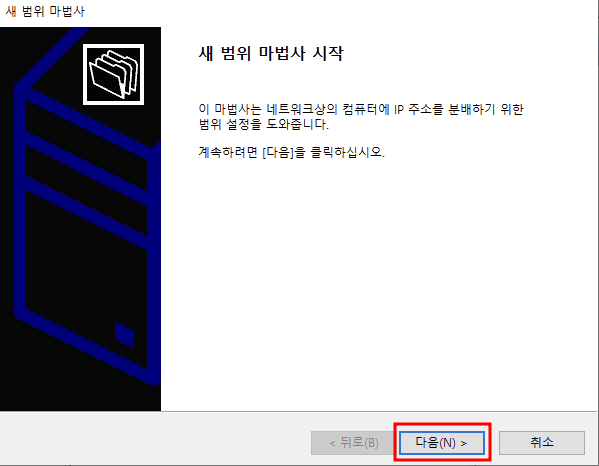 새 범위 마법사
새 범위 마법사 시작
이 마법사는 네트워크상의 컴퓨터에 IP 주소를 분배하기 위한
범위 설정을 도와줍니다.
계속하려면 [다음]을 클릭하십시오.
< 뒤로(B)
다음(N) >
취소